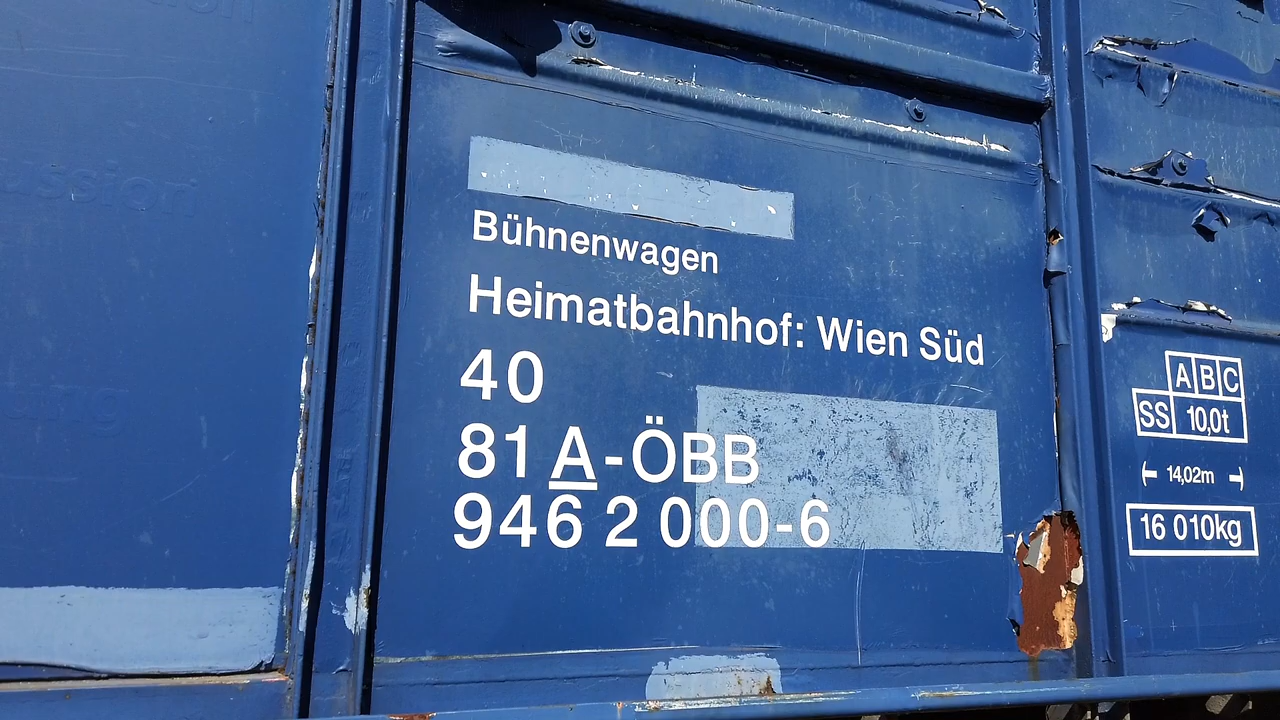 Bühnenwagen
Heimatbahnhof: Wien Süd
40
81 A-ÖBB
946 2 000-6
A B C
SS 10,0t
14,02m
16 010kg